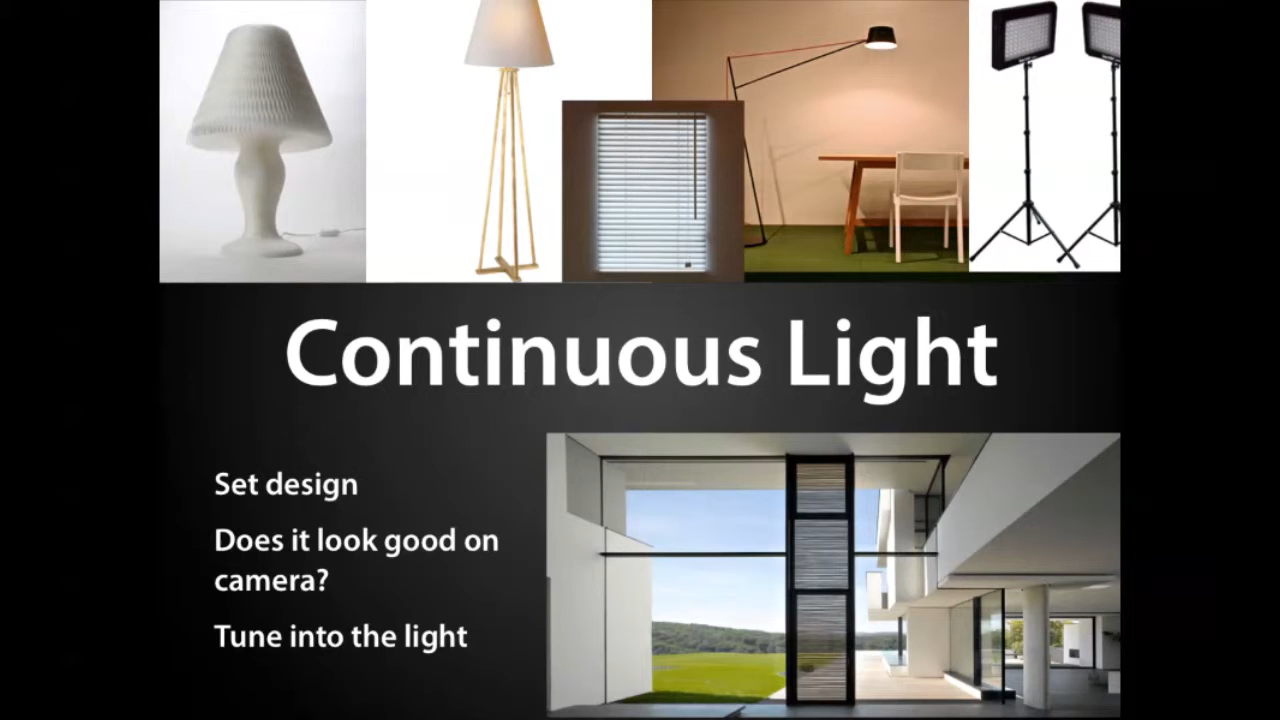 Continuous Light
Set design
Does it look good on
camera?
Tune into the light